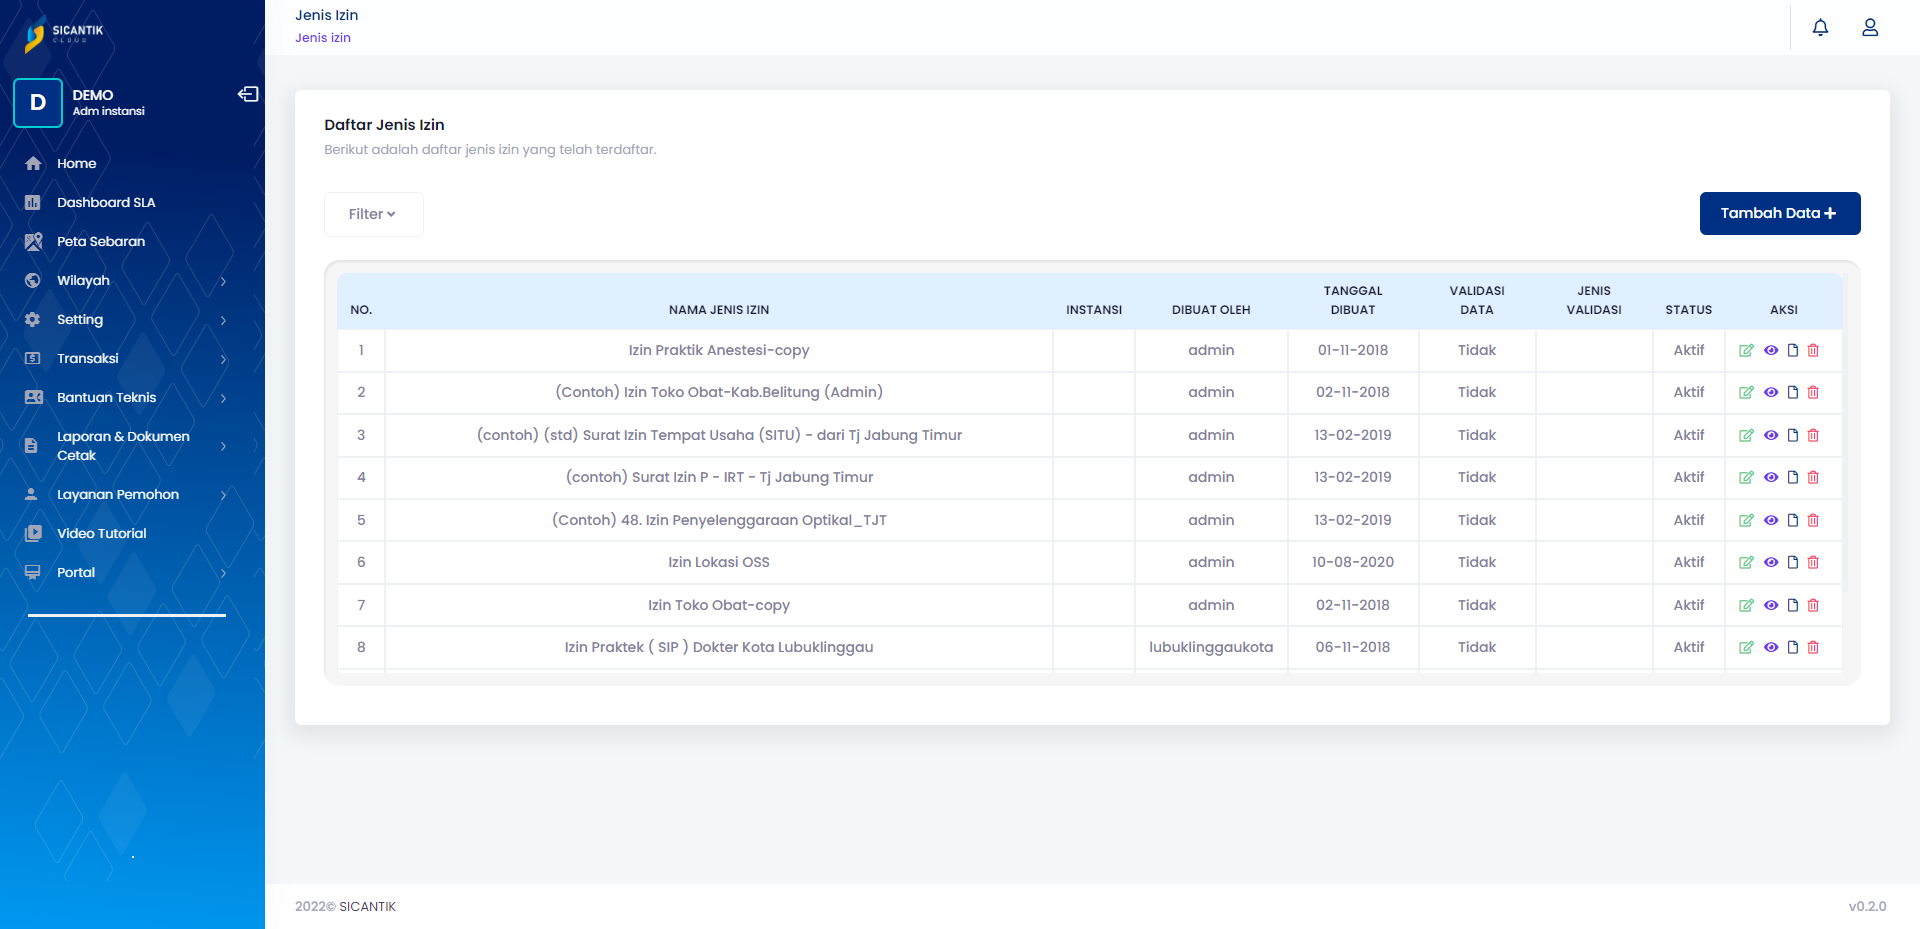 SICANTIK
CLOUD
D
DEMO
Adm instansi
Home
Dashboard SLA
Peta Sebaran
Wilayah
Setting
Transaksi
Bantuan Teknis
Laporan & Dokumen
Cetak
Layanan Pemohon
Video Tutorial
Portal
Jenis Izin
Jenis izin
Daftar Jenis Izin
Berikut adalah daftar jenis izin yang telah terdaftar.
Filter
Tambah Data +
NO. NAMA JENIS IZIN INSTANSI DIBUAT OLEH TANGGAL DIBUAT VALIDASI DATA JENIS VALIDASI STATUS AKSI
1 Izin Praktik Anestesi-copy admin 01-11-2018 Tidak Aktif
2 (Contoh) Izin Toko Obat-Kab.Belitung (Admin) admin 02-11-2018 Tidak Aktif
3 (contoh) (std) Surat Izin Tempat Usaha (SITU) - dari Tj Jabung Timur admin 13-02-2019 Tidak Aktif
4 (contoh) Surat Izin P - IRT - Tj Jabung Timur admin 13-02-2019 Tidak Aktif
5 (Contoh) 48. Izin Penyelenggaraan Optikal_TJT admin 13-02-2019 Tidak Aktif
6 Izin Lokasi OSS admin 10-08-2020 Tidak Aktif
7 Izin Toko Obat-copy admin 02-11-2018 Tidak Aktif
8 Izin Praktek ( SIP ) Dokter Kota Lubuklinggau lubuklinggaukota 06-11-2018 Tidak Aktif
2022© SICANTIK
v0.2.0